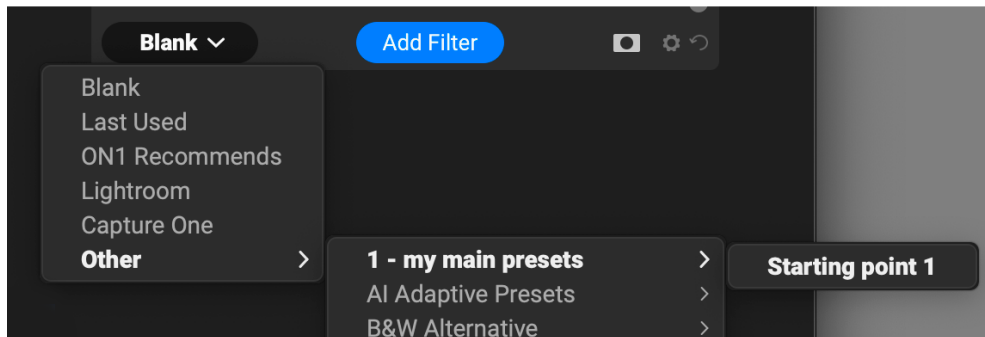 Blank
Add Filter
Blank
Last Used
ON1 Recommends
Lightroom
Capture One
Other
1 - my main presets
Starting point 1
AI Adaptive Presets
B&W Alternative